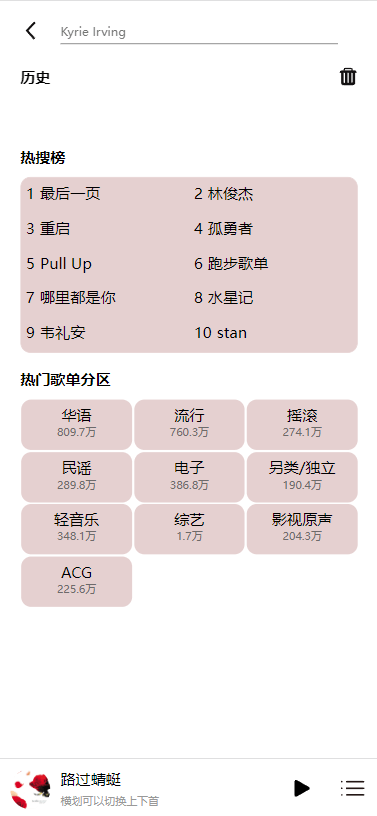 Kyrie Irving
历史
热搜榜
1 最后一页 2 林俊杰
3 重启 4 孤勇者
5 Pull Up 6 跑步歌单
7 哪里都是你 8 水星记
9 韦礼安 10 stan
热门歌单分区
华语 流行 摇滚
809.7万 760.3万 274.1万
民谣 电子 另类/独立
289.8万 386.8万 190.4万
轻音乐 综艺 影视原声
348.1万 1.7万 204.3万
ACG
225.6万
路过蜻蜓
横划可以切换上下首